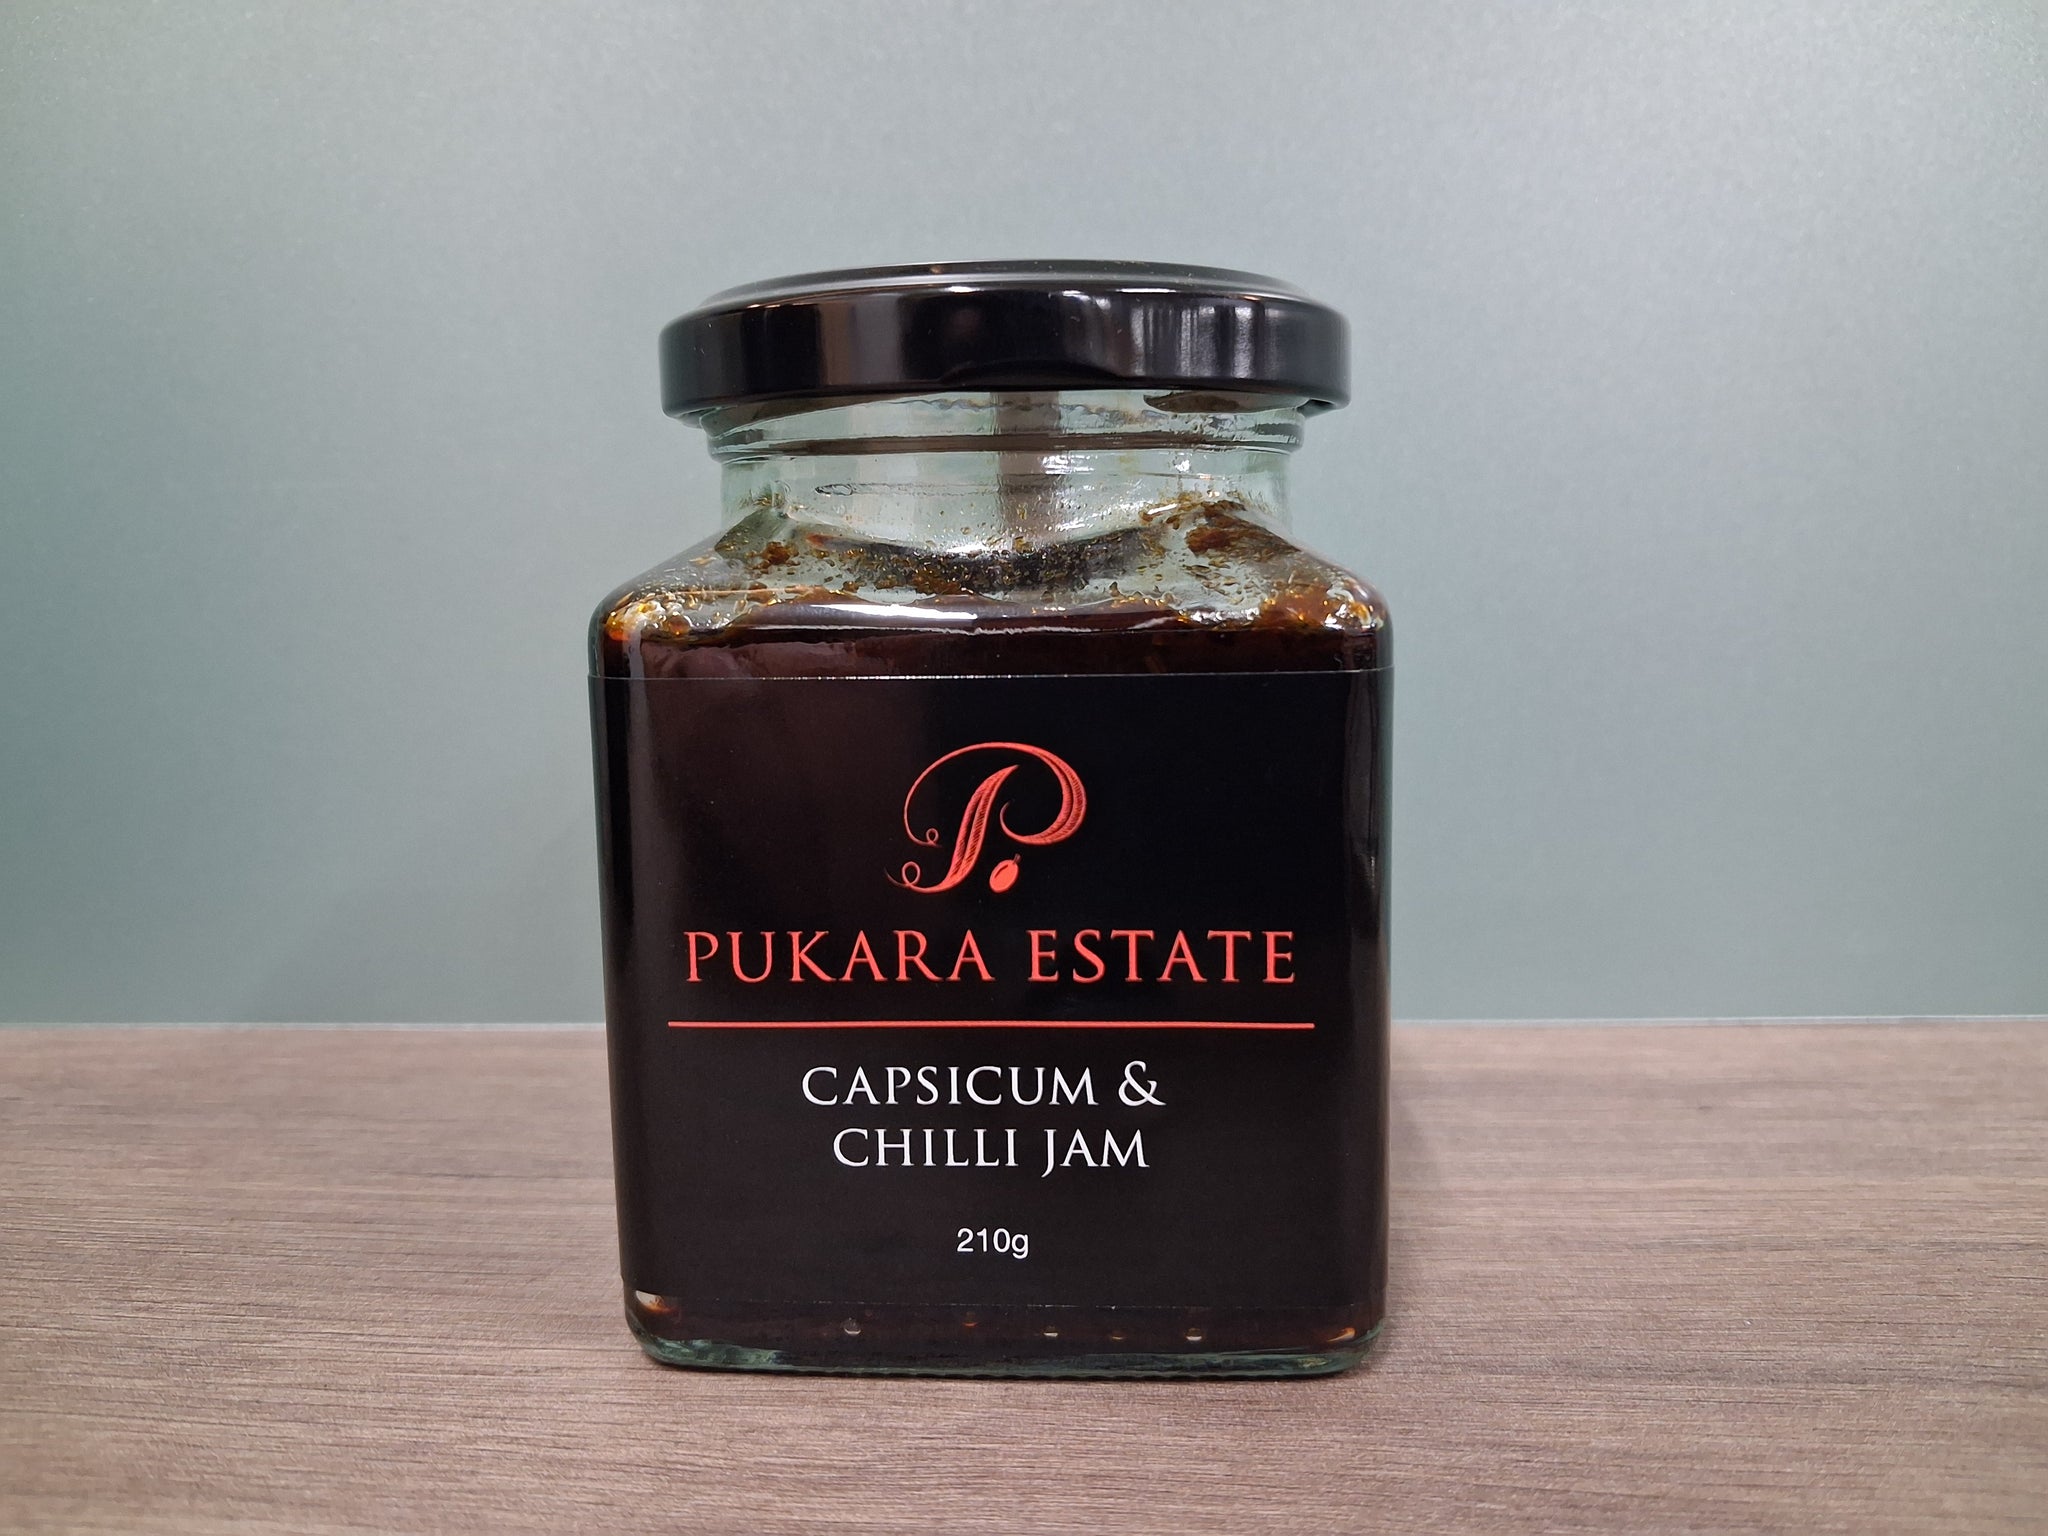 P
PUKARA ESTATE
CAPSICUM &
CHILLI JAM
210g